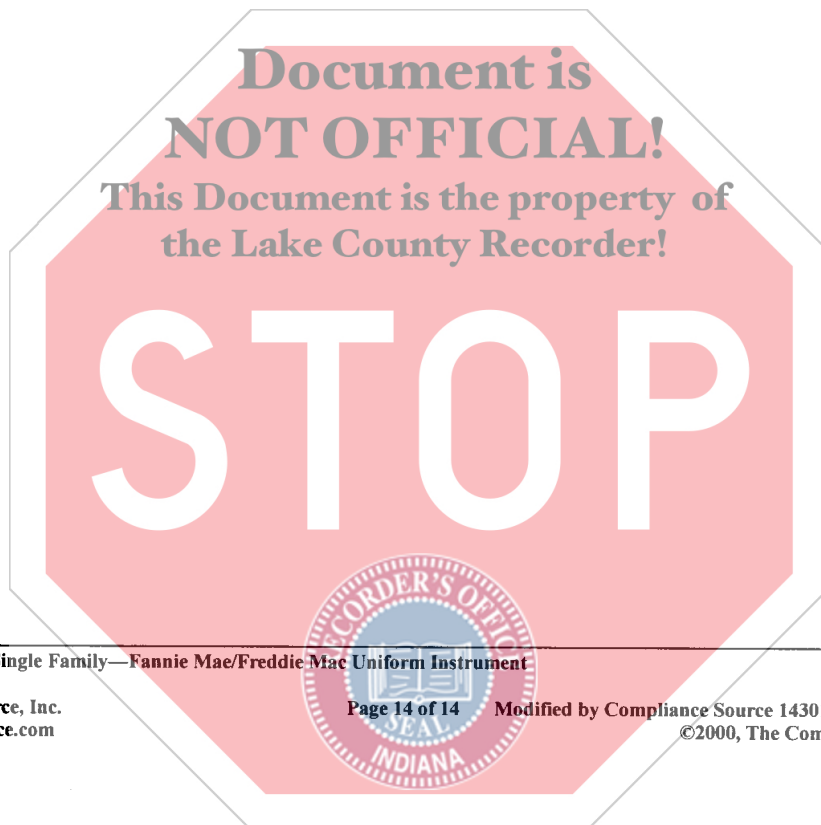 Document is
NOT OFFICIAL!
This Document is the property of
the Lake County Recorder!
STOP
RECORDER'S OFFIC
ingle Family—Fannie Mae/Freddie Mac Uniform Instrument
rce, Inc.
Page 14 of 14
Modified by Compliance Source 1430
ce.com
©2000, The Com
SEAL
INDIANA